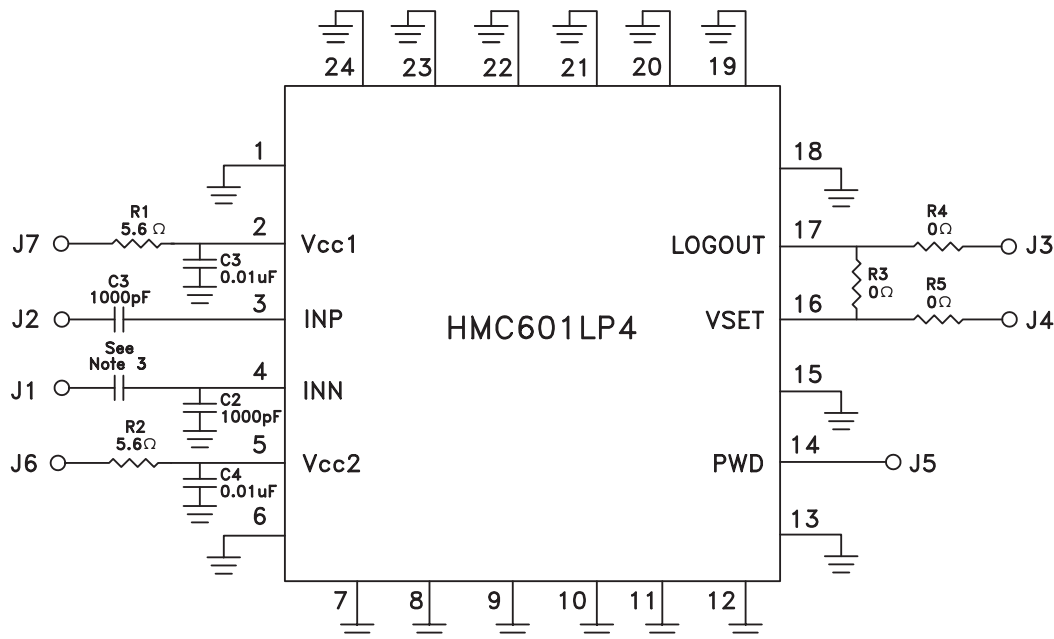 24 23 22 21 20 19
1
18
J7
R1
5.6 Ω
2
Vcc1
C3
0.01uF
LOGOUT
17
R4
0Ω
J3
R3
0Ω
J2
C3
1000pF
3
INP
HMC601LP4
VSET
16
R5
0Ω
J4
J1
See
Note 3
4
INN
C2
1000pF
15
J6
R2
5.6Ω
5
Vcc2
C4
0.01uF
PWD
14
J5
6
13
7 8 9 10 11 12